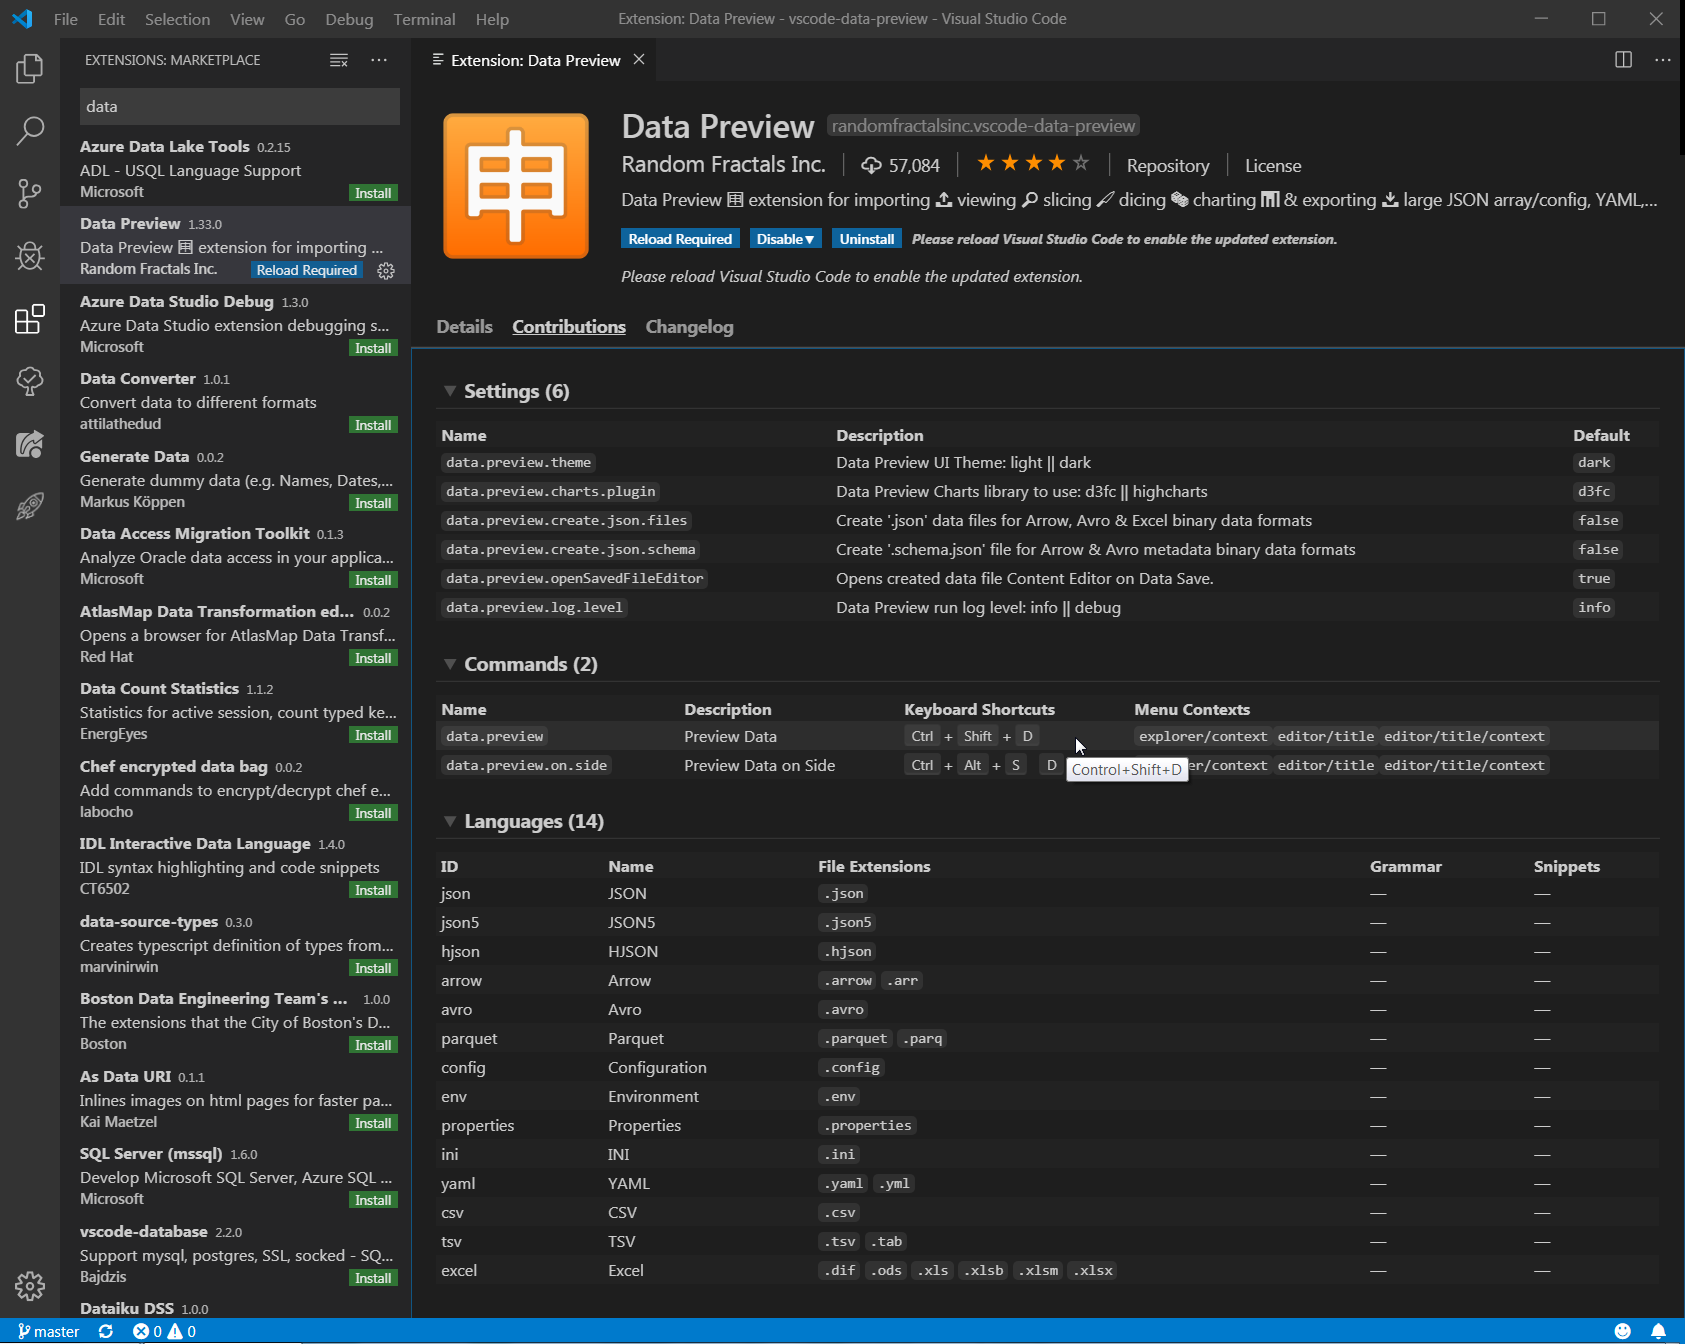 File Edit Selection View Go Debug Terminal Help
Extension: Data Preview - vscode-data-preview - Visual Studio Code
EXTENSIONS: MARKETPLACE
data
Azure Data Lake Tools 0.2.15
ADL - USQL Language Support
Microsoft Install
Data Preview 1.33.0
Data Preview 🈸 extension for importing ...
Random Fractals Inc. Reload Required
Azure Data Studio Debug 1.3.0
Azure Data Studio extension debugging s...
Microsoft Install
Data Converter 1.0.1
Convert data to different formats
attilathedud Install
Generate Data 0.0.2
Generate dummy data (e.g. Names, Dates,...
Markus Köppen Install
Data Access Migration Toolkit 0.1.3
Analyze Oracle data access in your applica...
Microsoft Install
AtlasMap Data Transformation ed... 0.0.2
Opens a browser for AtlasMap Data Transf...
Red Hat Install
Data Count Statistics 1.1.2
Statistics for active session, count typed ke...
EnergEyes Install
Chef encrypted data bag 0.0.2
Add commands to encrypt/decrypt chef e...
labocho Install
IDL Interactive Data Language 1.4.0
IDL syntax highlighting and code snippets
CT6502 Install
data-source-types 0.3.0
Creates typescript definition of types from...
marvinirwin Install
Boston Data Engineering Team's ... 1.0.0
The extensions that the City of Boston's D...
Boston Install
As Data URI 0.1.1
Inlines images on html pages for faster pa...
Kai Maetzel Install
SQL Server (mssql) 1.6.0
Develop Microsoft SQL Server, Azure SQL ...
Microsoft Install
vscode-database 2.2.0
Support mysql, postgres, SSL, socked - SQ...
Bajdzis Install
Dataiku DSS 1.0.0
Extension: Data Preview
申
Data Preview randomfractalsinc.vscode-data-preview
Random Fractals Inc. 57,084 Repository License
Data Preview 🈸 extension for importing 📤 viewing 🔎 slicing 🔪 dicing 🎲 charting 📊 & exporting 📥 large JSON array/config, YAML,...
Reload Required Disable▼ Uninstall Please reload Visual Studio Code to enable the updated extension.
Please reload Visual Studio Code to enable the updated extension.
Details Contributions Changelog
Settings (6)
Name Description Default
data.preview.theme Data Preview UI Theme: light || dark dark
data.preview.charts.plugin Data Preview Charts library to use: d3fc || highcharts d3fc
data.preview.create.json.files Create '.json' data files for Arrow, Avro & Excel binary data formats false
data.preview.create.json.schema Create '.schema.json' file for Arrow & Avro metadata binary data formats false
data.preview.openSavedFileEditor Opens created data file Content Editor on Data Save. true
data.preview.log.level Data Preview run log level: info || debug info
Commands (2)
Name Description Keyboard Shortcuts Menu Contexts
data.preview Preview Data Ctrl + Shift + D explorer/context editor/title editor/title/context
data.preview.on.side Preview Data on Side Ctrl + Alt + S D er/context editor/title editor/title/context
Control+Shift+D
Languages (14)
ID Name File Extensions Grammar Snippets
json JSON .json — —
json5 JSON5 .json5 — —
hjson HJSON .hjson — —
arrow Arrow .arrow .arr — —
avro Avro .avro — —
parquet Parquet .parquet .parq — —
config Configuration .config — —
env Environment .env — —
properties Properties .properties — —
ini INI .ini — —
yaml YAML .yaml .yml — —
csv CSV .csv — —
tsv TSV .tsv .tab — —
excel Excel .dif .ods .xls .xlsb .xlsm .xlsx — —
master 0 0